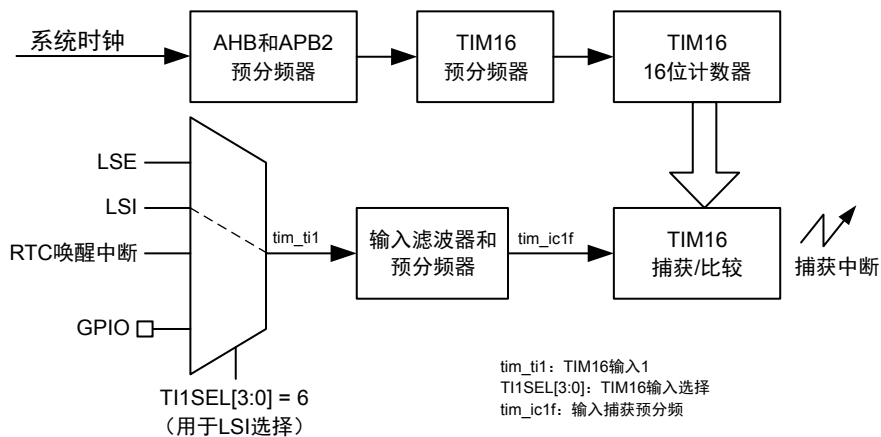 系统时钟
AHB和APB2
预分频器
TIM16
预分频器
TIM16
16位计数器
LSE
LSI
RTC唤醒中断
GPIO
tim_ti1
输入滤波器和
预分频器
tim_ic1f
TIM16
捕获/比较
捕获中断
TI1SEL[3:0] = 6
（用于LSI选择）
tim_ti1：TIM16输入1
TI1SEL[3:0]：TIM16输入选择
tim_ic1f：输入捕获预分频